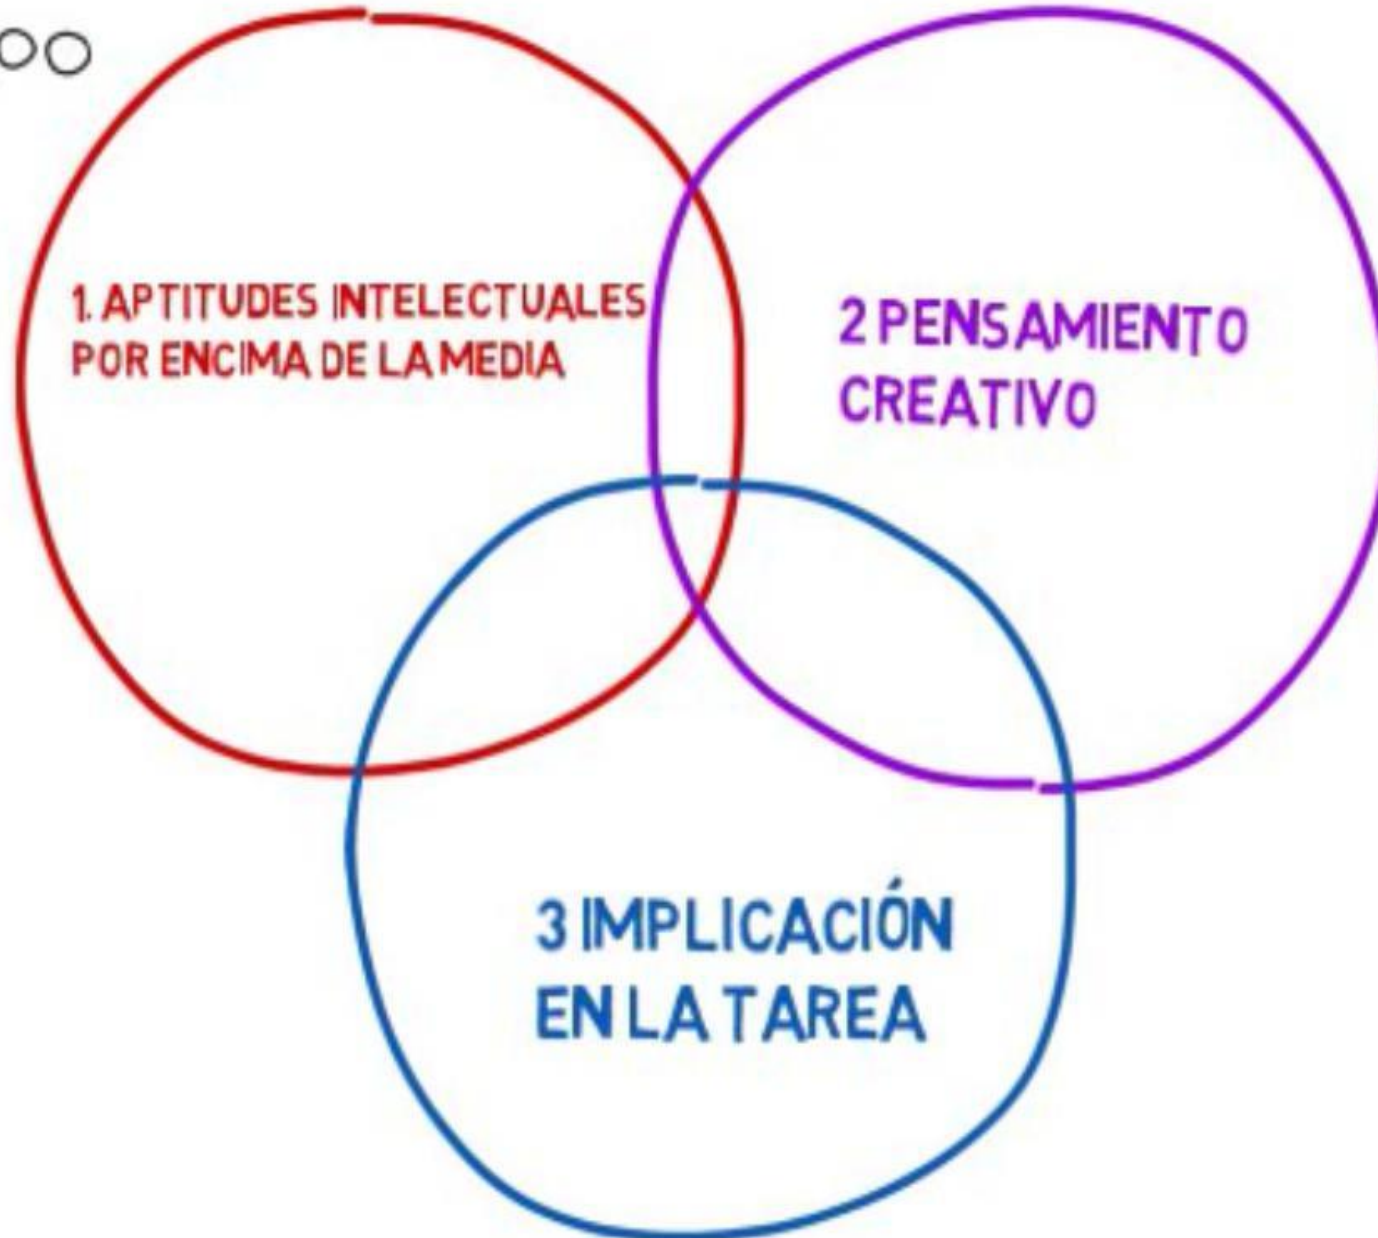 1. APTITUDES INTELECTUALES
POR ENCIMA DE LA MEDIA
2 PENSAMIENTO
CREATIVO
3 IMPLICACIÓN
EN LA TAREA